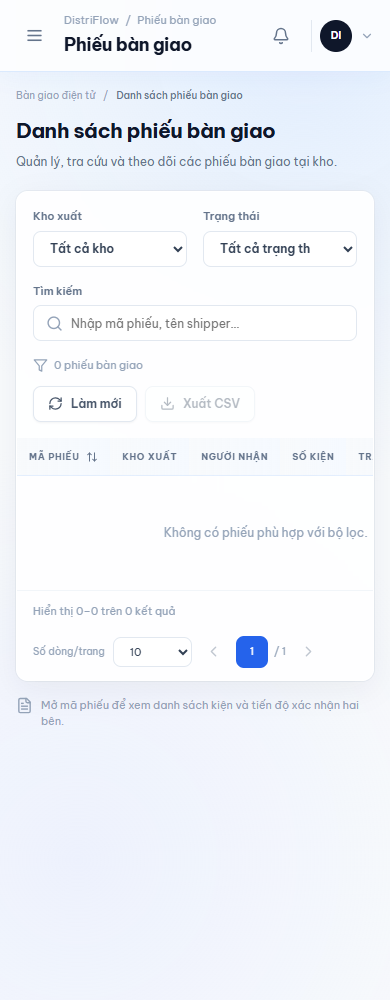 DistriFlow / Phiếu bàn giao
Phiếu bàn giao
DI
Bàn giao điện tử / Danh sách phiếu bàn giao
Danh sách phiếu bàn giao
Quản lý, tra cứu và theo dõi các phiếu bàn giao tại kho.
Kho xuất
Trạng thái
Tất cả kho
Tất cả trạng th
Tìm kiếm
Nhập mã phiếu, tên shipper...
0 phiếu bàn giao
Làm mới
Xuất CSV
MÃ PHIẾU KHO XUẤT NGƯỜI NHẬN SỐ KIỆN TR
Không có phiếu phù hợp với bộ lọc.
Hiển thị 0–0 trên 0 kết quả
Số dòng/trang 10 1 / 1
Mở mã phiếu để xem danh sách kiện và tiến độ xác nhận hai
bên.